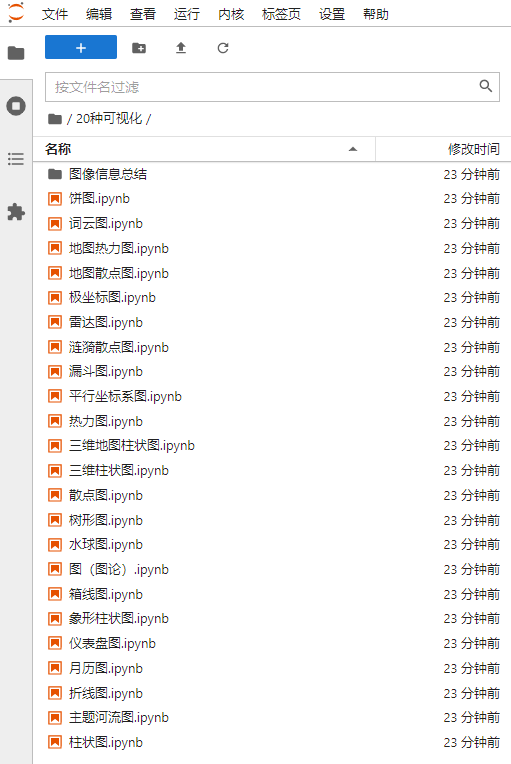 文件 编辑 查看 运行 内核 标签页 设置 帮助
按文件名过滤
/ 20种可视化 /
名称 修改时间
图像信息总结 23 分钟前
饼图.ipynb 23 分钟前
词云图.ipynb 23 分钟前
地图热力图.ipynb 23 分钟前
地图散点图.ipynb 23 分钟前
极坐标图.ipynb 23 分钟前
雷达图.ipynb 23 分钟前
涟漪散点图.ipynb 23 分钟前
漏斗图.ipynb 23 分钟前
平行坐标系图.ipynb 23 分钟前
热力图.ipynb 23 分钟前
三维地图柱状图.ipynb 23 分钟前
三维柱状图.ipynb 23 分钟前
散点图.ipynb 23 分钟前
树形图.ipynb 23 分钟前
水球图.ipynb 23 分钟前
图（图论）.ipynb 23 分钟前
箱线图.ipynb 23 分钟前
象形柱状图.ipynb 23 分钟前
仪表盘图.ipynb 23 分钟前
月历图.ipynb 23 分钟前
折线图.ipynb 23 分钟前
主题河流图.ipynb 23 分钟前
柱状图.ipynb 23 分钟前